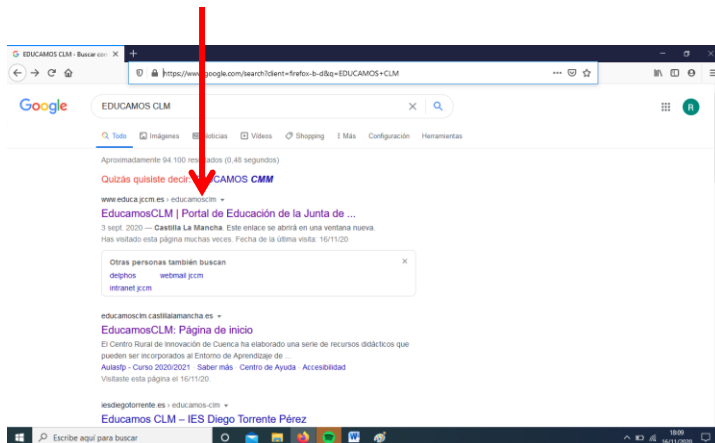 EDUCAMOS CLM - Buscar con
https://www.google.com/search?client=firefox-b-d&q=EDUCAMOS+CLM
Google
EDUCAMOS CLM
R
Todo Imágenes Noticias Vídeos Shopping Más Configuración Herramientas
Aproximadamente 94.100 resultados (0,48 segundos)
Quizás quisiste decir: EDUCAMOS CMM
www.educa.jccm.es › educamosclm
EducamosCLM | Portal de Educación de la Junta de ...
3 sept. 2020 — Castilla La Mancha. Este enlace se abrirá en una ventana nueva.
Has visitado esta página muchas veces. Fecha de la última visita: 16/11/20
Otras personas también buscan
delphos webmail jccm
intranet jccm
educamosclm.castillalamancha.es
EducamosCLM: Página de inicio
El Centro Rural de Innovación de Cuenca ha elaborado una serie de recursos didácticos que
pueden ser incorporados al Entorno de Aprendizaje de ...
Aulasfp - Curso 2020/2021 · Saber más · Centro de Ayuda · Accesibilidad
Visitaste esta página el 16/11/20.
iesdiegotorrente.es › educamos-clm
Educamos CLM – IES Diego Torrente Pérez
Escribe aquí para buscar
18:09
16/11/2020